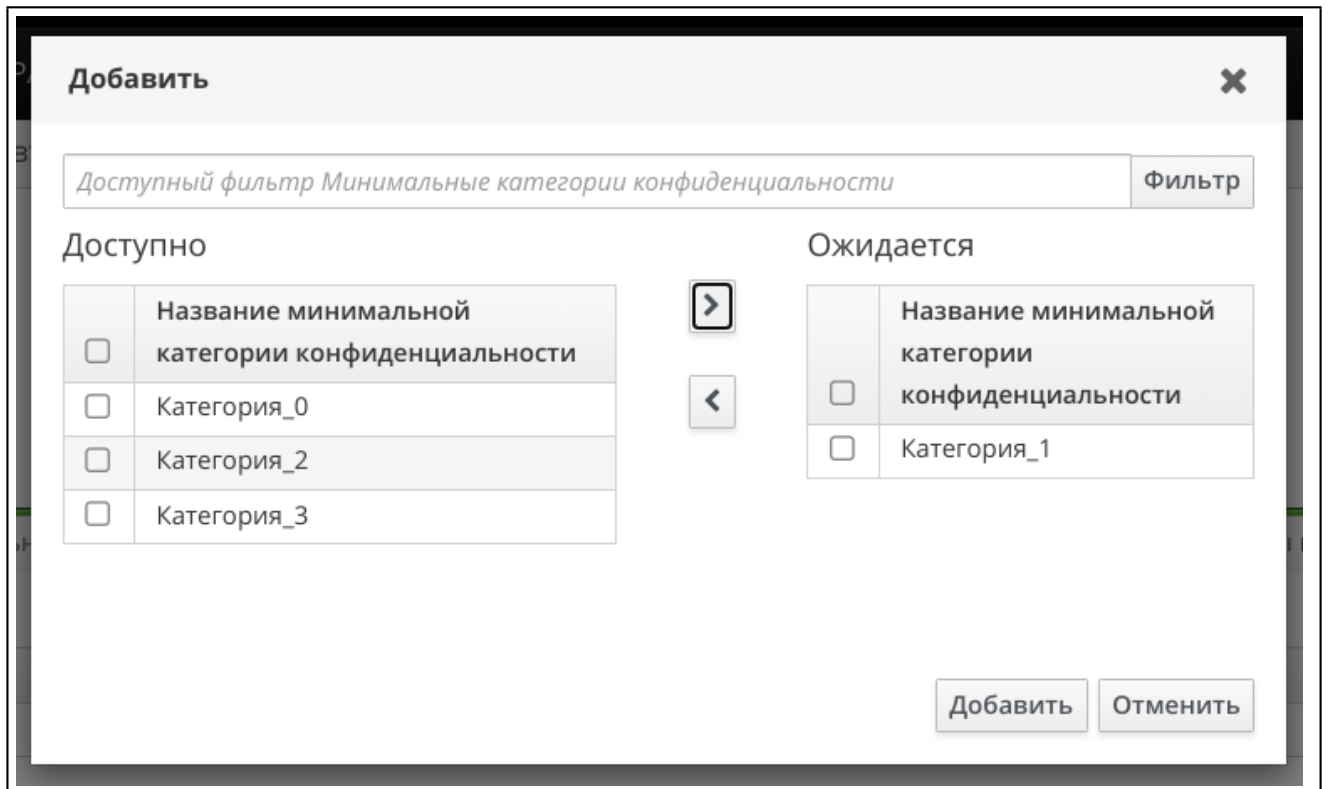 Добавить
Доступный фильтр Минимальные категории конфиденциальности
Фильтр
Доступно
Название минимальной
категории конфиденциальности
Категория_0
Категория_2
Категория_3
Ожидается
Название минимальной
категории
конфиденциальности
Категория_1
Добавить
Отменить